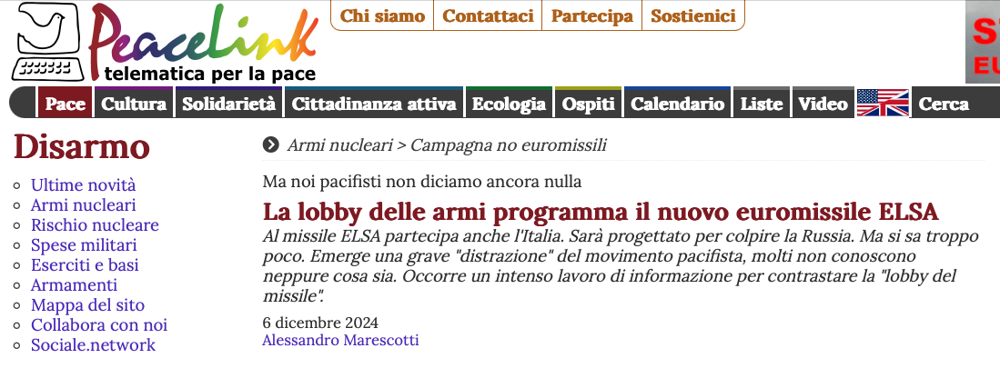 Chi siamo Contattaci Partecipa Sostienici
PeaceLink
telematica per la pace
Pace Cultura Solidarietà Cittadinanza attiva Ecologia Ospiti Calendario Liste Video Cerca
Disarmo
Ultime novità
Armi nucleari
Rischio nucleare
Spese militari
Eserciti e basi
Armamenti
Mappa del sito
Collabora con noi
Sociale.network
Armi nucleari > Campagna no euromissili
Ma noi pacifisti non diciamo ancora nulla
La lobby delle armi programma il nuovo euromissile ELSA
Al missile ELSA partecipa anche l'Italia. Sarà progettato per colpire la Russia. Ma si sa troppo
poco. Emerge una grave "distrazione" del movimento pacifista, molti non conoscono
neppure cosa sia. Occorre un intenso lavoro di informazione per contrastare la "lobby del
missile".
6 dicembre 2024
Alessandro Marescotti